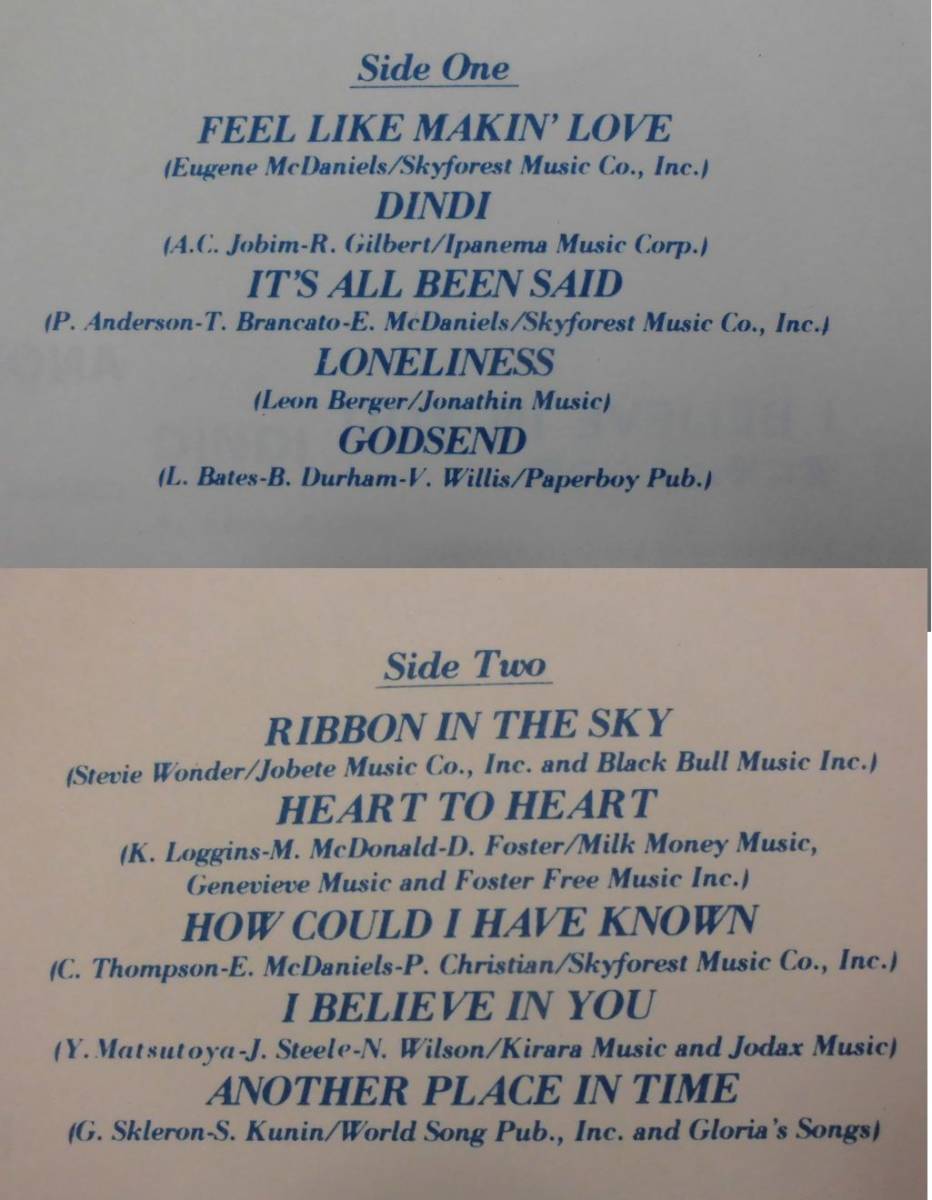 Side One
FEEL LIKE MAKIN' LOVE
(Eugene McDaniels/Skyforest Music Co., Inc.)
DINDI
(A.C. Jobim-R. Gilbert/Ipanema Music Corp.)
IT'S ALL BEEN SAID
(P. Anderson-T. Brancato-E. McDaniels/Skyforest Music Co., Inc.)
LONELINESS
(Leon Berger/Jonathin Music)
GODSEND
(L. Bates-B. Durham-V. Willis/Paperboy Pub.)
Side Two
RIBBON IN THE SKY
(Stevie Wonder/Jobete Music Co., Inc. and Black Bull Music Inc.)
HEART TO HEART
(K. Loggins-M. McDonald-D. Foster/Milk Money Music,
Genevieve Music and Foster Free Music Inc.)
HOW COULD I HAVE KNOWN
(C. Thompson-E. McDaniels-P. Christian/Skyforest Music Co., Inc.)
I BELIEVE IN YOU
(Y. Matsutoya-J. Steele-N. Wilson/Kirara Music and Jodax Music)
ANOTHER PLACE IN TIME
(G. Skleron-S. Kunin/World Song Pub., Inc. and Gloria's Songs)